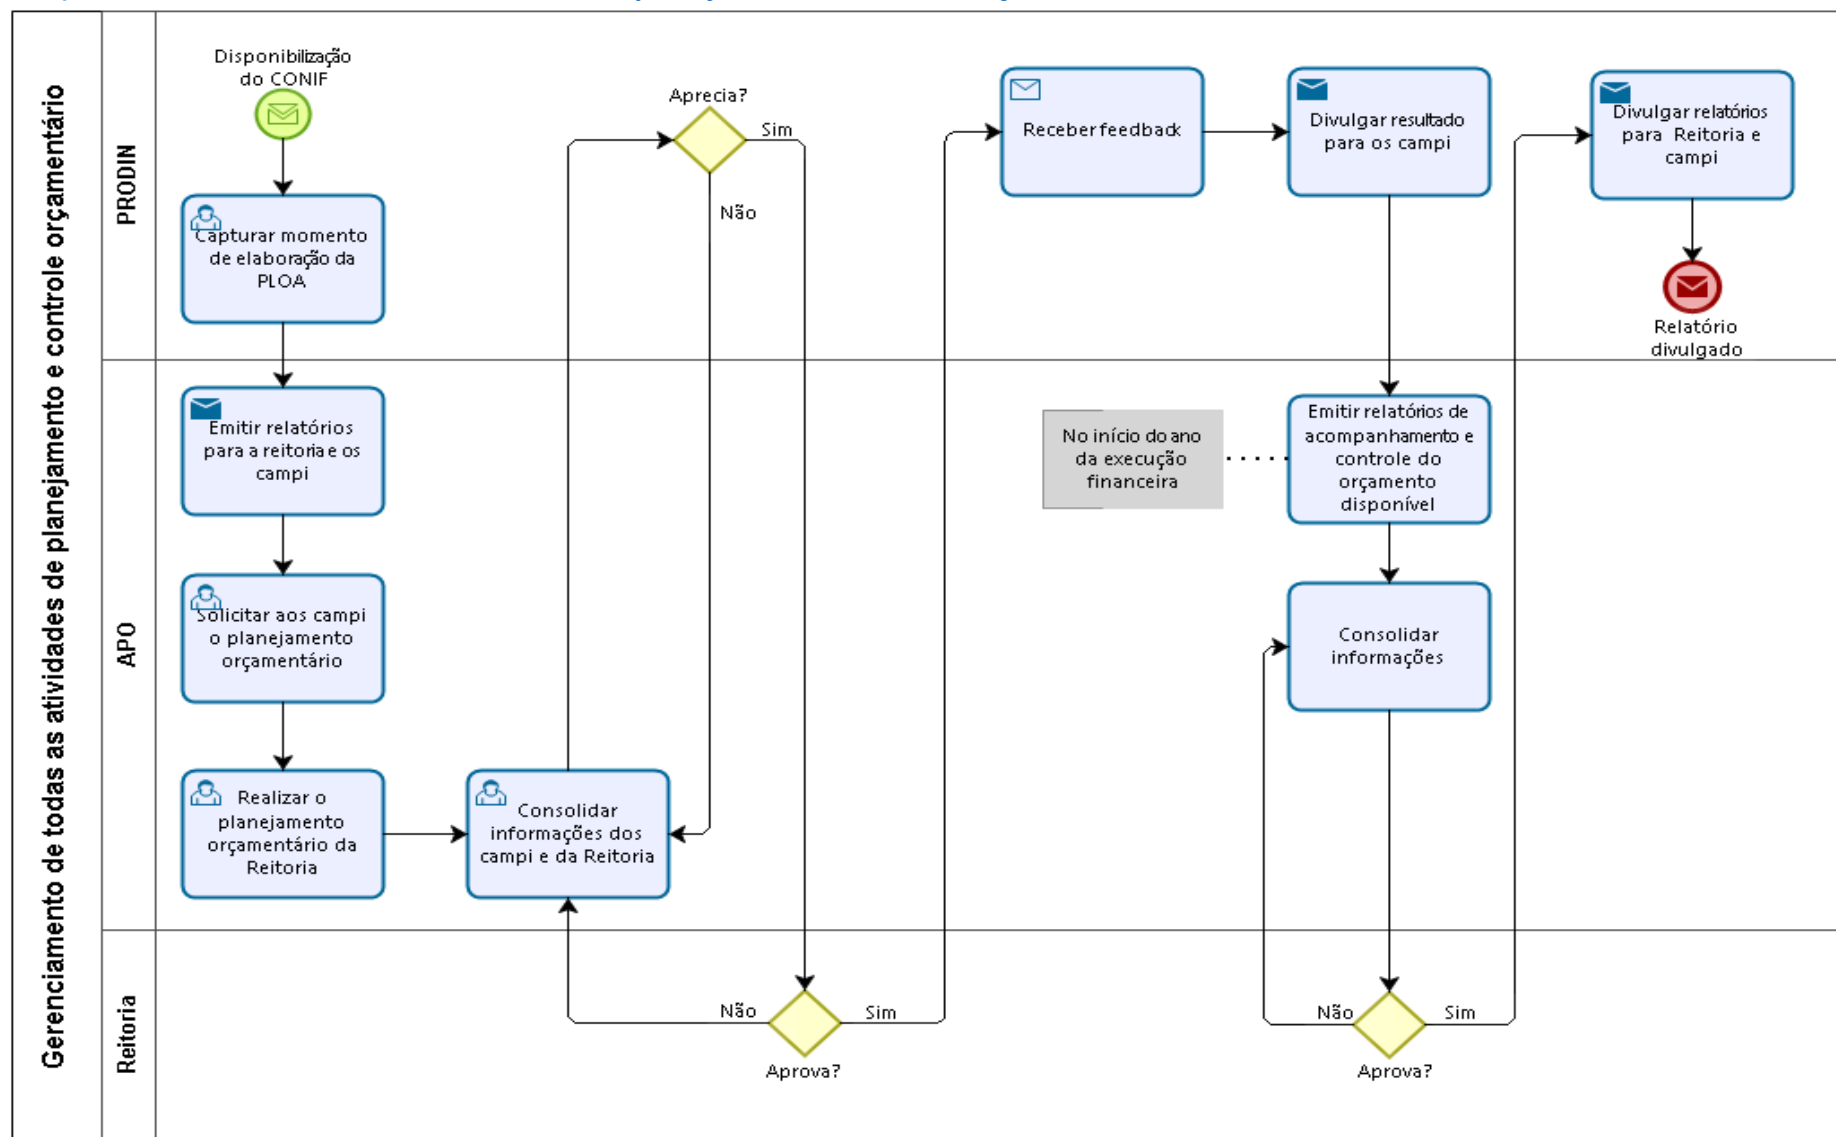 Gerenciamento de todas as atividades de planejamento e controle orçamentário
PRODIN
Disponibilização
do CONIF
Capturar momento
de elaboração da
PLOA
Aprecia?
Sim
Não
Receber feedback
Divulgar resultado
para os campi
Divulgar relatórios
para Reitoria e
campi
Relatório
divulgado
APO
Emitir relatórios
para a reitoria e os
campi
Solicitar aos campi
o planejamento
orçamentário
Realizar o
planejamento
orçamentário da
Reitoria
Consolidar
informações dos
campi e da Reitoria
No início do ano
da execução
financeira
Emitir relatórios de
acompanhamento e
controle do
orçamento
disponível
Consolidar
informações
Reitoria
Não
Sim
Aprova?
Não
Sim
Aprova?